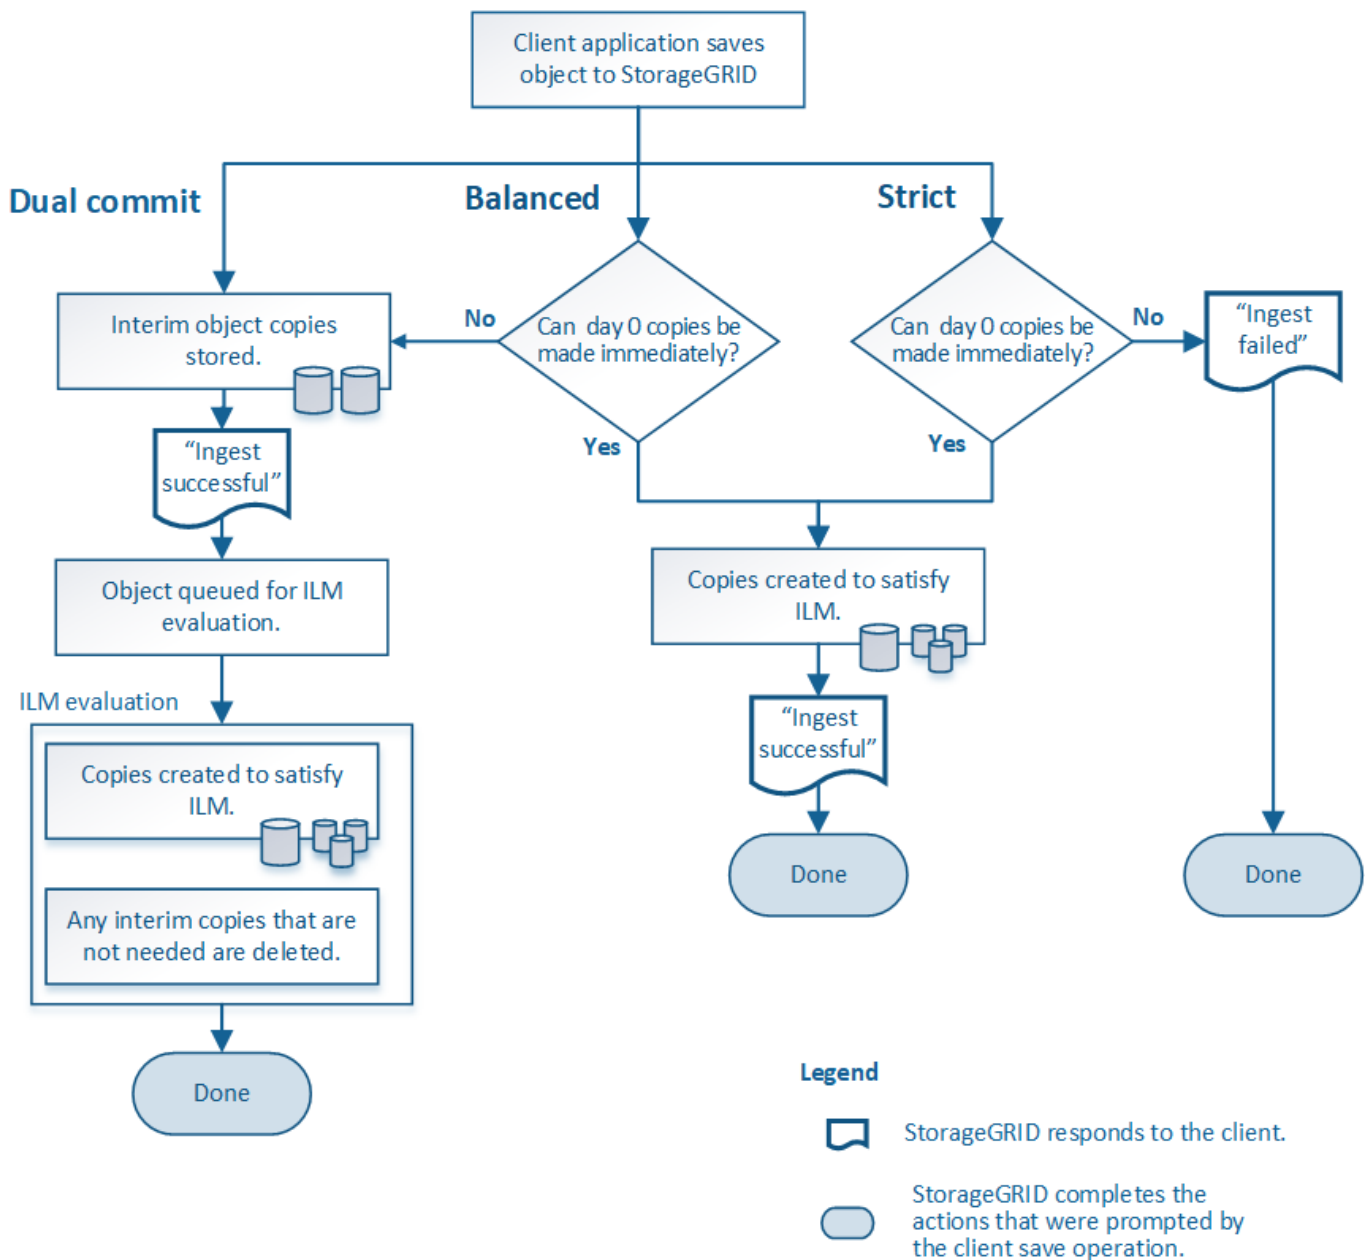 Client application saves
object to StorageGRID
Dual commit
Balanced
Strict
Interim object copies
stored.
No
Can day 0 copies be
made immediately?
Can day 0 copies be
made immediately?
No
“Ingest
failed”
“Ingest
successful”
Yes
Yes
Object queued for ILM
evaluation.
Copies created to satisfy
ILM.
ILM evaluation
“Ingest
successful”
Copies created to satisfy
ILM.
Done
Done
Any interim copies that are
not needed are deleted.
Done
Legend
StorageGRID responds to the client.
StorageGRID completes the
actions that were prompted by
the client save operation.